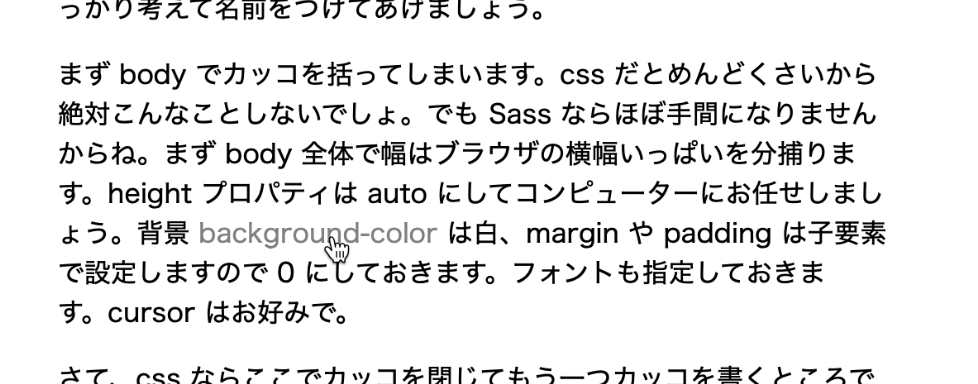 っかり考えて名前をつけてあげましょう。
まず body でカッコを括ってしまいます。css だとめんどくさいから
絶対こんなことしないでしょ。でも Sass ならほぼ手間になりません
からね。まず body 全体で幅はブラウザの横幅いっぱいを分捕りま
す。height プロパティは auto にしてコンピューターにお任せしまし
ょう。背景 background-color は白、margin や padding は子要素
で設定しますので 0 にしておきます。フォントも指定しておきま
す。cursor はお好みで。
さて、css ならここでカッコを閉じてもう一つカッコを書くところで